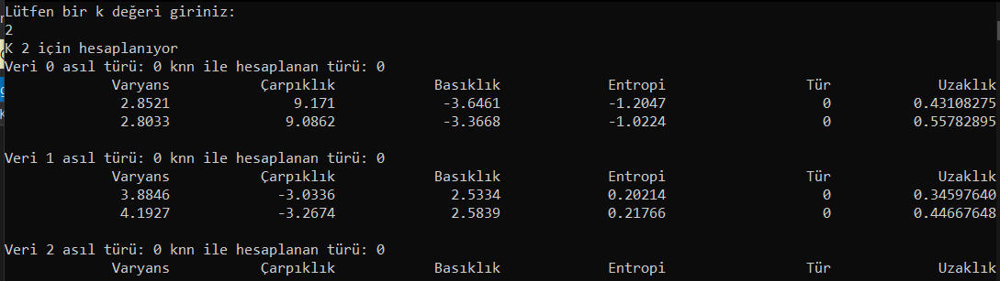 Lütfen bir k değeri giriniz:
2
K 2 için hesaplanıyor
Veri 0 asıl türü: 0 knn ile hesaplanan türü: 0
Varyans Çarpıklık Basıklık Entropi Tür Uzaklık
2.8521 9.171 -3.6461 -1.2047 0 0.43108275
2.8033 9.0862 -3.3668 -1.0224 0 0.55782895
Veri 1 asıl türü: 0 knn ile hesaplanan türü: 0
Varyans Çarpıklık Basıklık Entropi Tür Uzaklık
3.8846 -3.0336 2.5334 0.20214 0 0.34597640
4.1927 -3.2674 2.5839 0.21766 0 0.44667648
Veri 2 asıl türü: 0 knn ile hesaplanan türü: 0
Varyans Çarpıklık Basıklık Entropi Tür Uzaklık